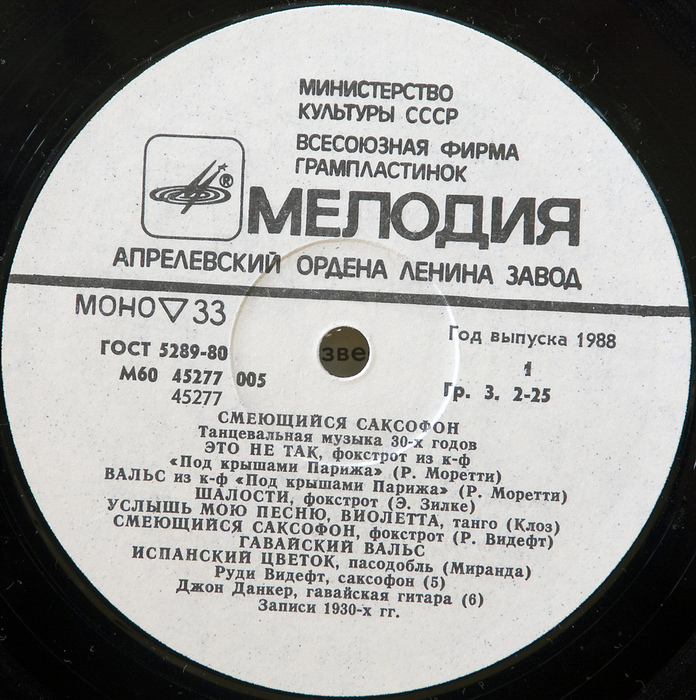 МИНИСТЕРСТВО
КУЛЬТУРЫ СССР
ВСЕСОЮЗНАЯ ФИРМА
ГРАМПЛАСТИНОК
®
МЕЛОДИЯ
АПРЕЛЕВСКИЙ ОРДЕНА ЛЕНИНА ЗАВОД
МОНО ▽ 33
ГОСТ 5289-80
М60 45277 005
45277
зве
Год выпуска 1988
1
Гр. 3. 2-25
СМЕЮЩИЙСЯ САКСОФОН
Танцевальная музыка 30-х годов
ЭТО НЕ ТАК, фокстрот из к-ф
«Под крышами Парижа» (Р. Моретти)
ВАЛЬС из к-ф «Под крышами Парижа» (Р. Моретти)
ШАЛОСТИ, фокстрот (Э. Зилке)
УСЛЫШЬ МОЮ ПЕСНЮ, ВИОЛЕТТА, танго (Клоз)
СМЕЮЩИЙСЯ САКСОФОН, фокстрот (Р. Видефт)
ГАВАЙСКИЙ ВАЛЬС
ИСПАНСКИЙ ЦВЕТОК, пасодобль (Миранда)
Руди Видефт, саксофон (5)
Джон Данкер, гавайская гитара (6)
Записи 1930-х гг.